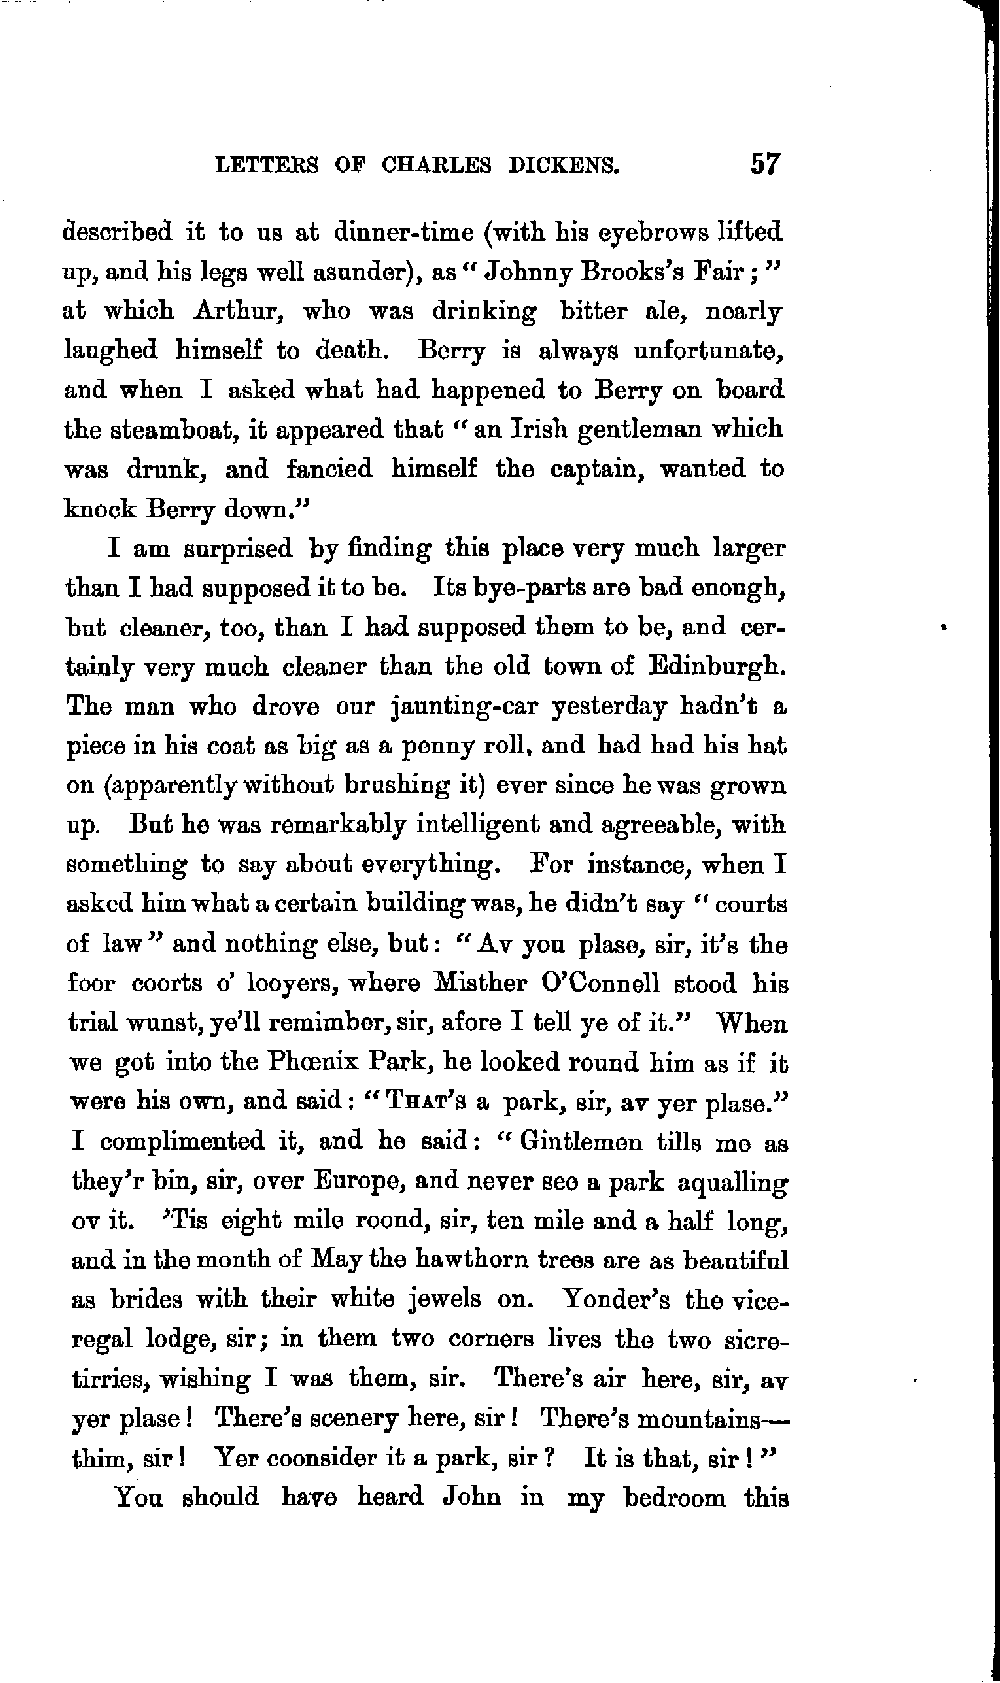 LETTERS OF CHARLES DICKENS. 57
described it to us at dinner-time (with his eyebrows lifted
up, and his legs well asunder), as “Johnny Brooks’s Fair;”
at which Arthur, who was drinking bitter ale, nearly
laughed himself to death. Berry is always unfortunate,
and when I asked what had happened to Berry on board
the steamboat, it appeared that “an Irish gentleman which
was drunk, and fancied himself the captain, wanted to
knock Berry down.”
I am surprised by finding this place very much larger
than I had supposed it to be. Its bye-parts are bad enough,
but cleaner, too, than I had supposed them to be, and cer-
tainly very much cleaner than the old town of Edinburgh.
The man who drove our jaunting-car yesterday hadn’t a
piece in his coat as big as a penny roll, and had had his hat
on (apparently without brushing it) ever since he was grown
up. But he was remarkably intelligent and agreeable, with
something to say about everything. For instance, when I
asked him what a certain building was, he didn’t say “courts
of law” and nothing else, but: “Av you plase, sir, it’s the
foor coorts o’ looyers, where Misther O’Connell stood his
trial wunst, ye’ll remimber, sir, afore I tell ye of it.” When
we got into the Phœnix Park, he looked round him as if it
were his own, and said: “THAT’S a park, sir, av yer plase.”
I complimented it, and he said: “Gintlemen tills me as
they’r bin, sir, over Europe, and never see a park aqualling
ov it. ’Tis eight mile roond, sir, ten mile and a half long,
and in the month of May the hawthorn trees are as beautiful
as brides with their white jewels on. Yonder’s the vice-
regal lodge, sir; in them two corners lives the two sicre-
tirries, wishing I was them, sir. There’s air here, sir, av
yer plase! There’s scenery here, sir! There’s mountains—
thim, sir! Yer coonsider it a park, sir? It is that, sir!”
You should have heard John in my bedroom this